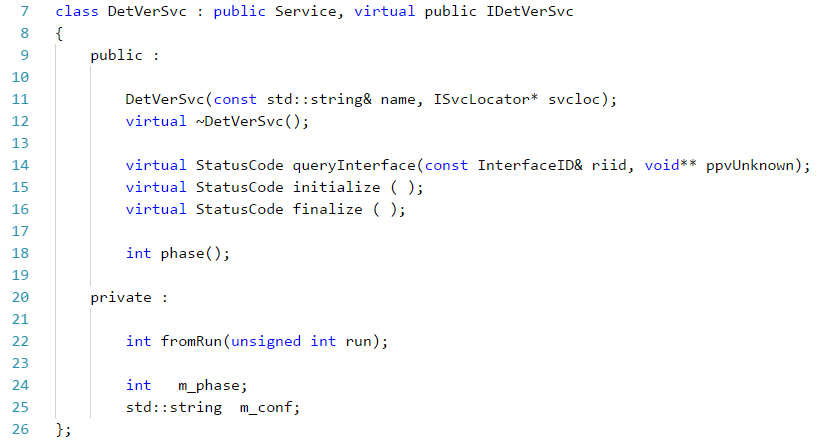 7 class DetVerSvc : public Service, virtual public IDetVerSvc
8 {
9     public :
10
11         DetVerSvc(const std::string& name, ISvcLocator* svcloc);
12         virtual ~DetVerSvc();
13
14         virtual StatusCode queryInterface(const InterfaceID& riid, void** ppvUnknown);
15         virtual StatusCode initialize ( );
16         virtual StatusCode finalize ( );
17
18         int phase();
19
20     private :
21
22         int fromRun(unsigned int run);
23
24         int   m_phase;
25         std::string  m_conf;
26 };